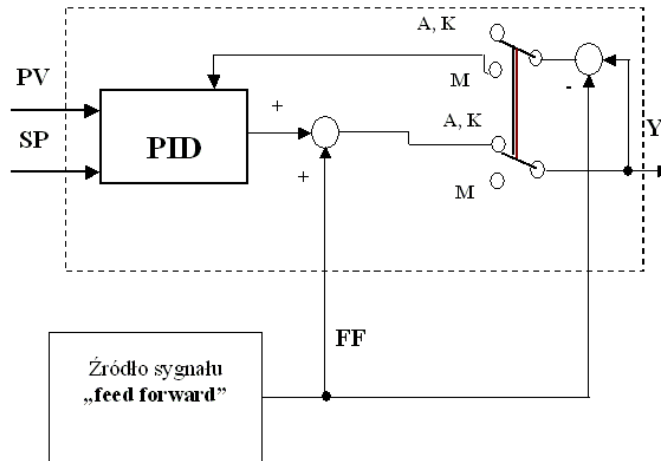 A, K
PV
M
-
+
A, K
Y
SP
PID
+
M
FF
Źródło sygnału
„feed forward”